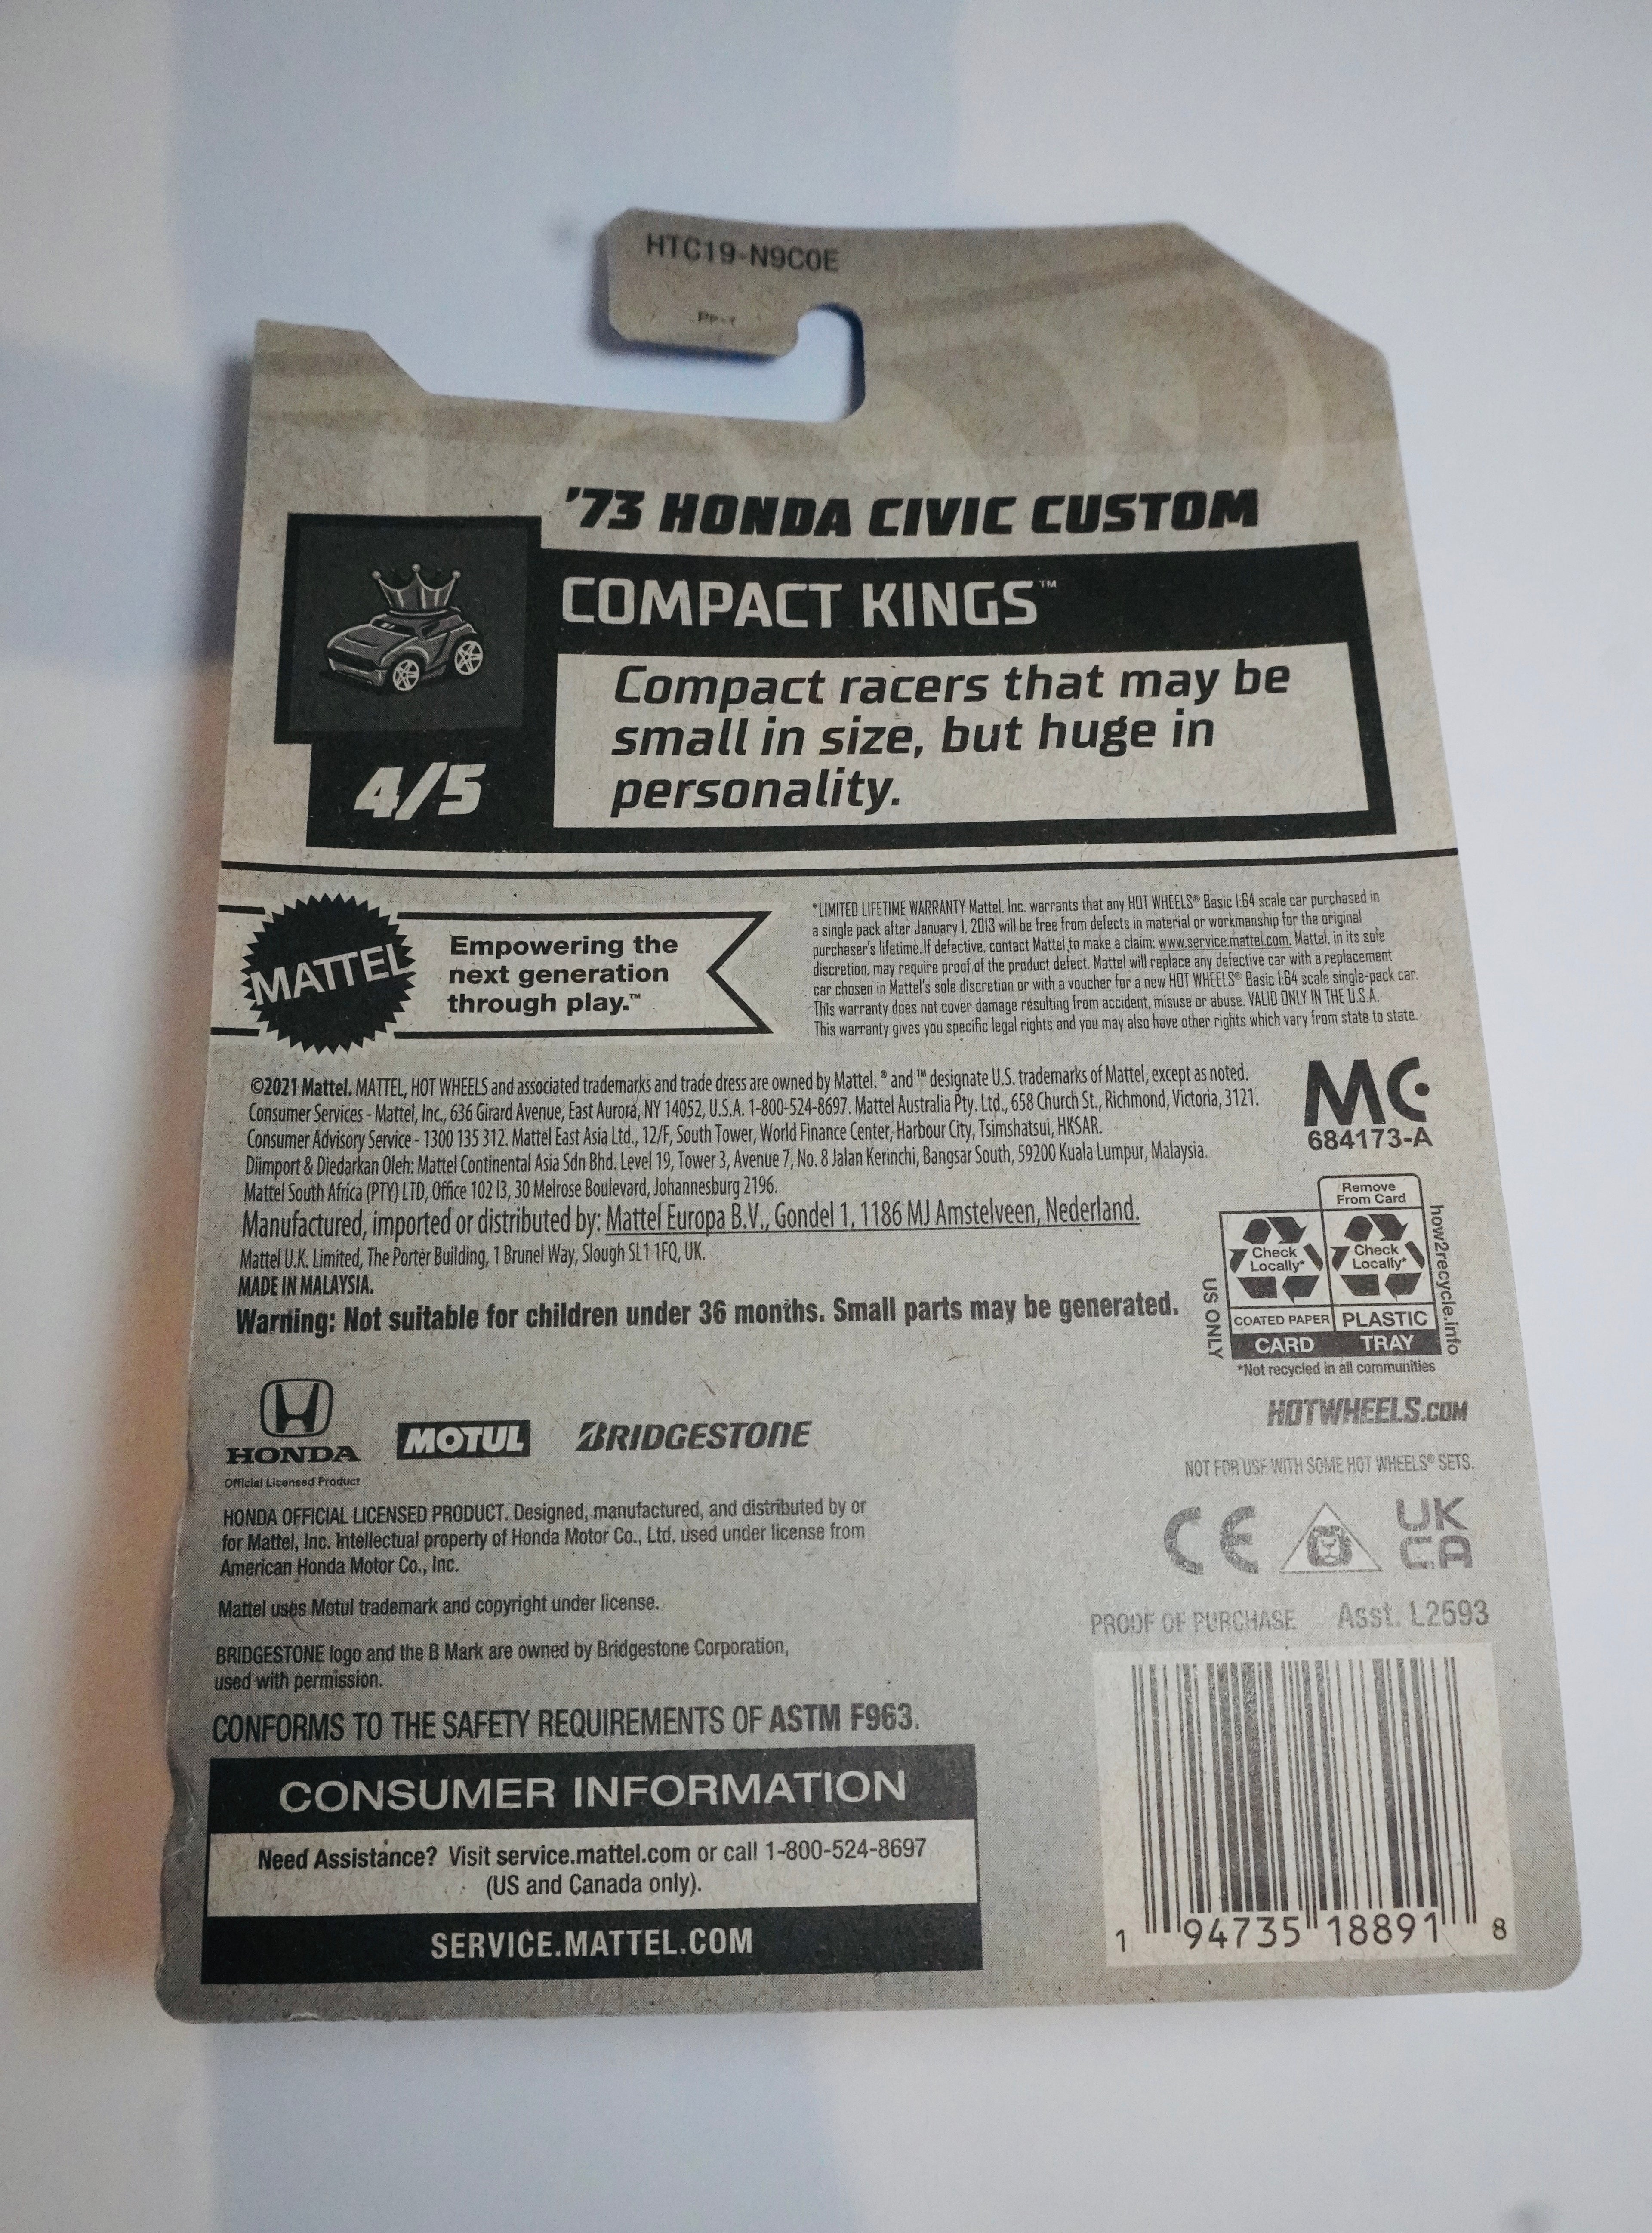 HTC19-N9C0E
'73 HONDA CIVIC CUSTOM
COMPACT KINGS™
Compact racers that may be
small in size, but huge in
personality.
4/5
MATTEL
Empowering the
next generation
through play.™
*LIMITED LIFETIME WARRANTY Mattel, Inc. warrants that any HOT WHEELS® Basic 1:64 scale car purchased in
a single pack after January 1, 2013 will be free from defects in material or workmanship for the original
purchaser's lifetime.If defective, contact Mattel to make a claim: www.service.mattel.com. Mattel, in its sole
discretion, may require proof of the product defect. Mattel will replace any defective car with a replacement
car chosen in Mattel's sole discretion or with a voucher for a new HOT WHEELS® Basic 1:64 scale single-pack car.
This warranty does not cover damage resulting from accident, misuse or abuse. VALID ONLY IN THE U.S.A.
This warranty gives you specific legal rights and you may also have other rights which vary from state to state.
©2021 Mattel. MATTEL, HOT WHEELS and associated trademarks and trade dress are owned by Mattel. ® and ™ designate U.S. trademarks of Mattel, except as noted.
Consumer Services - Mattel, Inc., 636 Girard Avenue, East Aurora, NY 14052, U.S.A. 1-800-524-8697. Mattel Australia Pty. Ltd., 658 Church St., Richmond, Victoria, 3121.
Consumer Advisory Service - 1300 135 312. Mattel East Asia Ltd., 12/F, South Tower, World Finance Center, Harbour City, Tsimshatsui, HKSAR.
Diimport & Diedarkan Oleh: Mattel Continental Asia Sdn Bhd. Level 19, Tower 3, Avenue 7, No. 8 Jalan Kerinchi, Bangsar South, 59200 Kuala Lumpur, Malaysia.
Mattel South Africa (PTY) LTD, Office 102 I3, 30 Melrose Boulevard, Johannesburg 2196.
Manufactured, imported or distributed by: Mattel Europa B.V., Gondel 1, 1186 MJ Amstelveen, Nederland.
Mattel U.K. Limited, The Porter Building, 1 Brunel Way, Slough SL1 1FQ, UK.
MADE IN MALAYSIA.
Warning: Not suitable for children under 36 months. Small parts may be generated.
MC
684173-A
Remove
From Card
Check
Locally*
Check
Locally*
COATED PAPER
PLASTIC
CARD
TRAY
US ONLY
how2recycle.info
*Not recycled in all communities
HOTWHEELS.COM
NOT FOR USE WITH SOME HOT WHEELS® SETS.
HONDA
Official Licensed Product
MOTUL
BRIDGESTONE
HONDA OFFICIAL LICENSED PRODUCT. Designed, manufactured, and distributed by or
for Mattel, Inc. Intellectual property of Honda Motor Co., Ltd. used under license from
American Honda Motor Co., Inc.
Mattel uses Motul trademark and copyright under license.
BRIDGESTONE logo and the B Mark are owned by Bridgestone Corporation,
used with permission.
CONFORMS TO THE SAFETY REQUIREMENTS OF ASTM F963.
CE
UK
CA
PROOF OF PURCHASE Asst. L2593
CONSUMER INFORMATION
Need Assistance? Visit service.mattel.com or call 1-800-524-8697
(US and Canada only).
SERVICE.MATTEL.COM
1 94735 18891 8